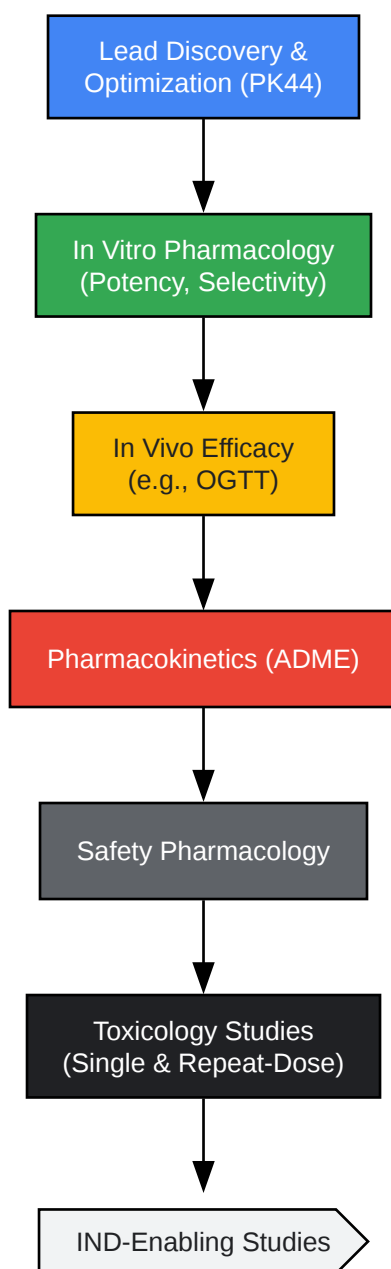 Lead Discovery &
Optimization (PK44)
In Vitro Pharmacology
(Potency, Selectivity)
In Vivo Efficacy
(e.g., OGTT)
Pharmacokinetics (ADME)
Safety Pharmacology
Toxicology Studies
(Single & Repeat-Dose)
IND-Enabling Studies